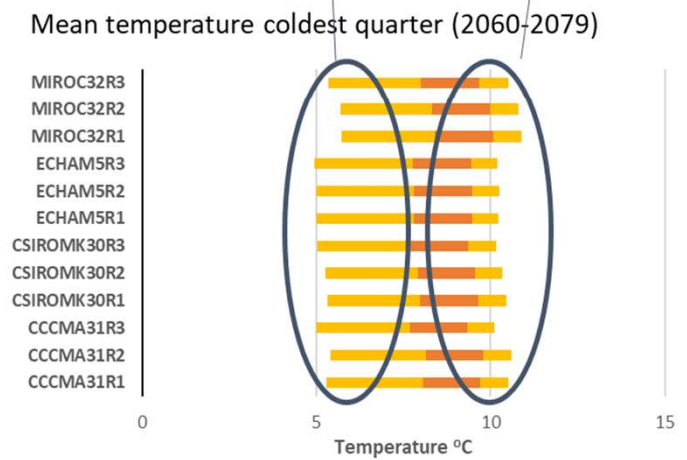 Mean temperature coldest quarter (2060-2079)
MIROC32R3
MIROC32R2
MIROC32R1
ECHAM5R3
ECHAM5R2
ECHAM5R1
CSIROMK30R3
CSIROMK30R2
CSIROMK30R1
CCCMA31R3
CCCMA31R2
CCCMA31R1
0 5 10 15
Temperature ºC